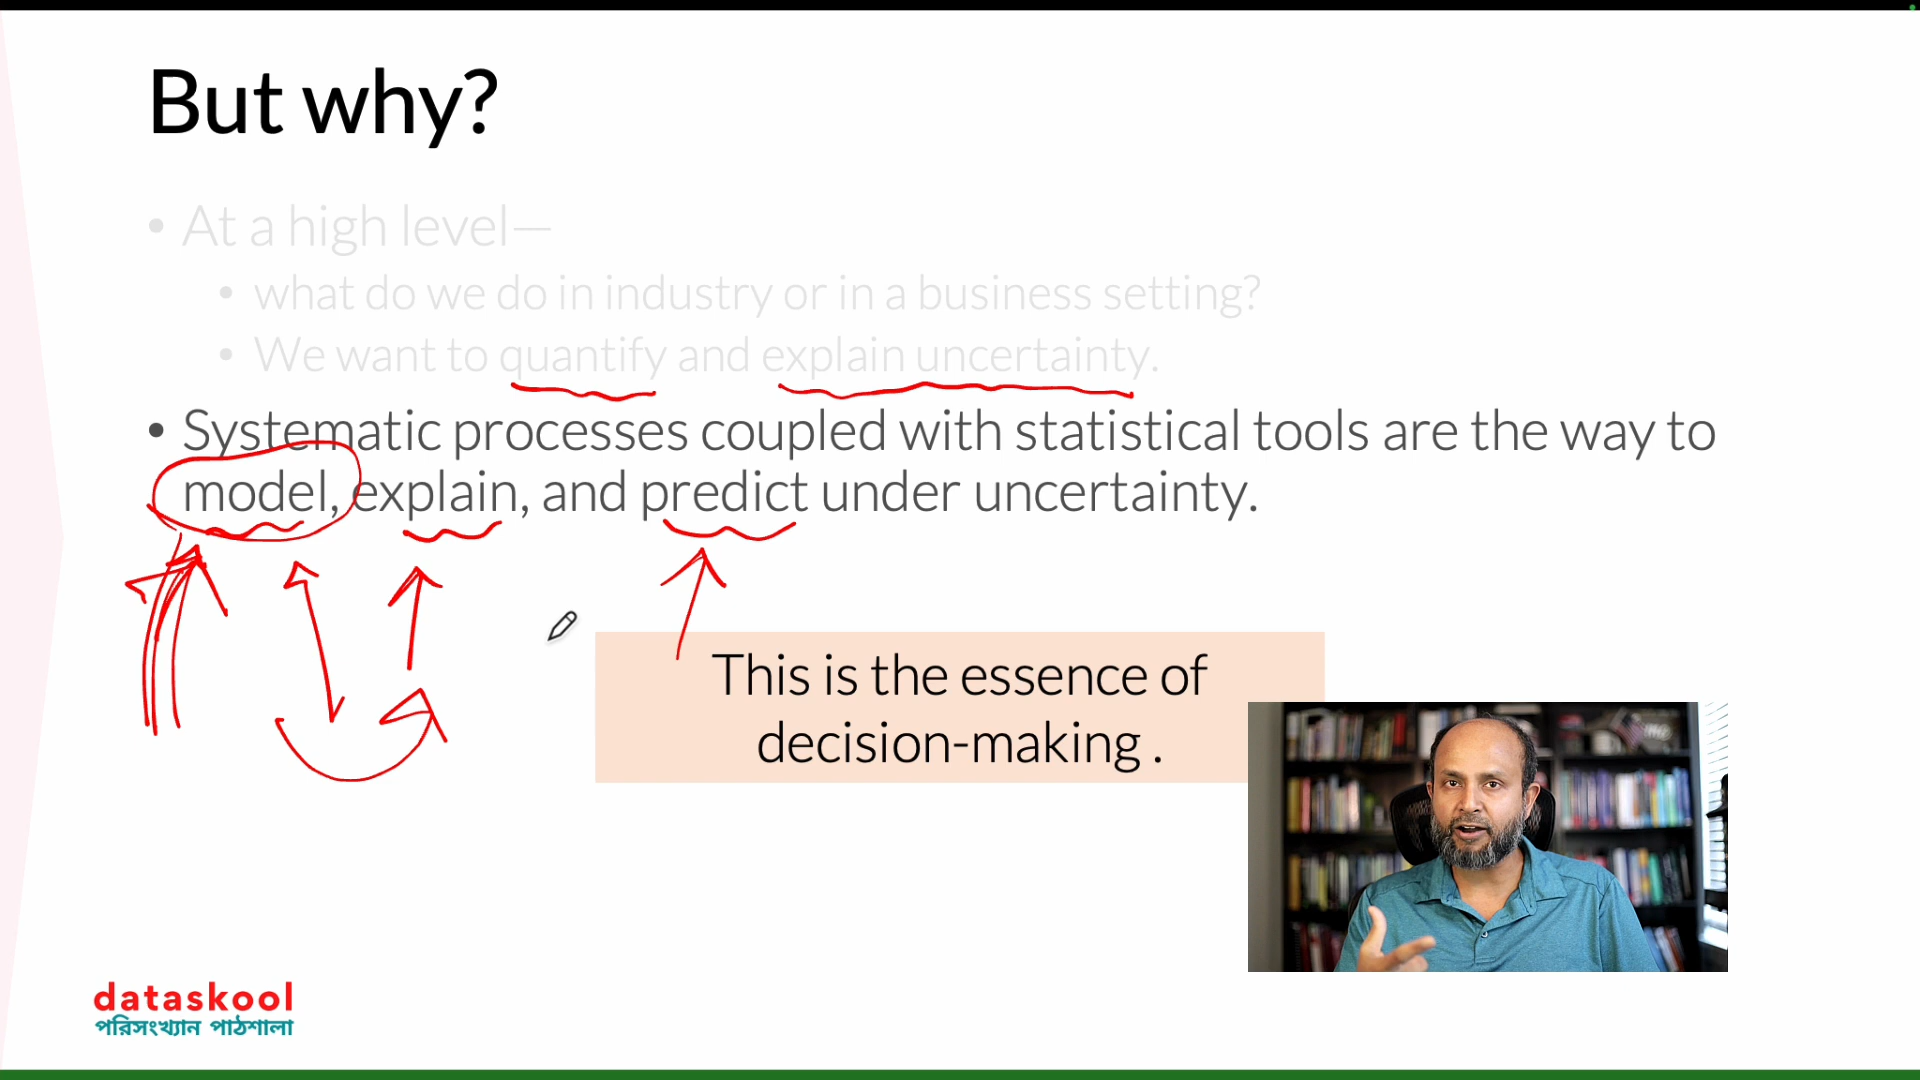 But why?
• At a high level—
• what do we do in industry or in a business setting?
• We want to quantify and explain uncertainty.
• Systematic processes coupled with statistical tools are the way to
model, explain, and predict under uncertainty.
This is the essence of
decision-making .
dataskool
পরিসংখ্যান পাঠশালা